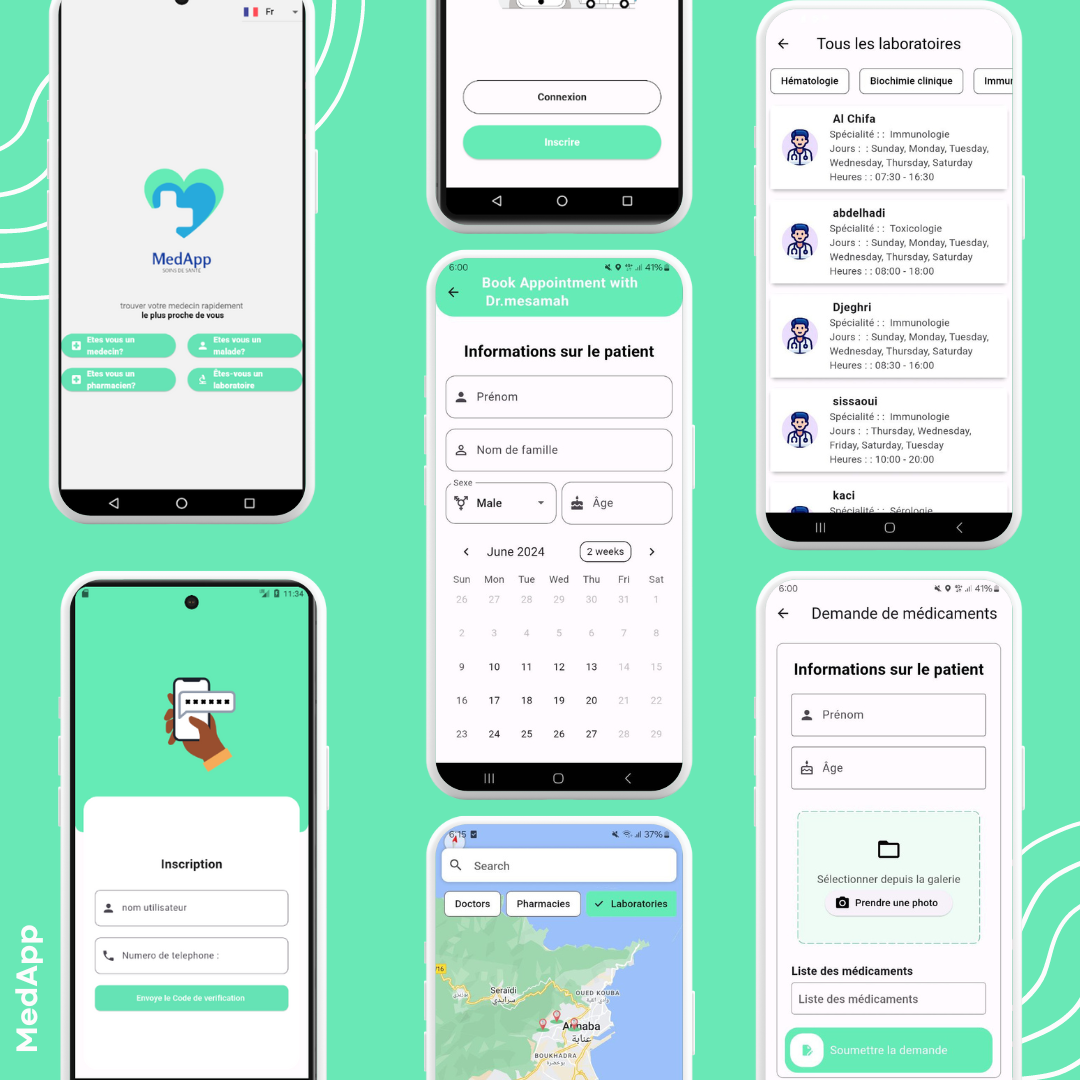 Fr
MedApp
SOINS DE SANTÉ
trouver votre medecin rapidement
le plus proche de vous
Etes vous un
medecin?
Etes vous un
malade?
Etes vous un
pharmacien?
Êtes-vous un
laboratoire
11:34
Inscription
nom utilisateur
Numero de telephone :
Envoye le Code de verification
MedApp
Connexion
Inscrire
6:00
41%
Book Appointment with
Dr.mesamah
Informations sur le patient
Prénom
Nom de famille
Sexe
Male
Âge
June 2024
2 weeks
Sun Mon Tue Wed Thu Fri Sat
26 27 28 29 30 31 1
2 3 4 5 6 7 8
9 10 11 12 13 14 15
16 17 18 19 20 21 22
23 24 25 26 27 28 29
6:15
37%
Search
Doctors
Pharmacies
Laboratories
Seraïdi
سرايدي
OUED KOUBA
Annaba
عنابة
BOUKHADRA
بوخضرة
Tous les laboratoires
Hématologie
Biochimie clinique
Immu
Al Chifa
Spécialité : : Immunologie
Jours : : Sunday, Monday, Tuesday,
Wednesday, Thursday, Saturday
Heures : : 07:30 - 16:30
abdelhadi
Spécialité : : Toxicologie
Jours : : Sunday, Monday, Tuesday,
Wednesday, Thursday, Saturday
Heures : : 08:00 - 18:00
Djeghri
Spécialité : : Immunologie
Jours : : Sunday, Monday, Tuesday,
Wednesday, Thursday, Saturday
Heures : : 08:30 - 16:00
sissaoui
Spécialité : : Immunologie
Jours : : Thursday, Wednesday,
Friday, Saturday, Tuesday
Heures : : 10:00 - 20:00
kaci
Spécialité : : Sérologie
6:00
41%
Demande de médicaments
Informations sur le patient
Prénom
Âge
Sélectionner depuis la galerie
Prendre une photo
Liste des médicaments
Liste des médicaments
Soumettre la demande